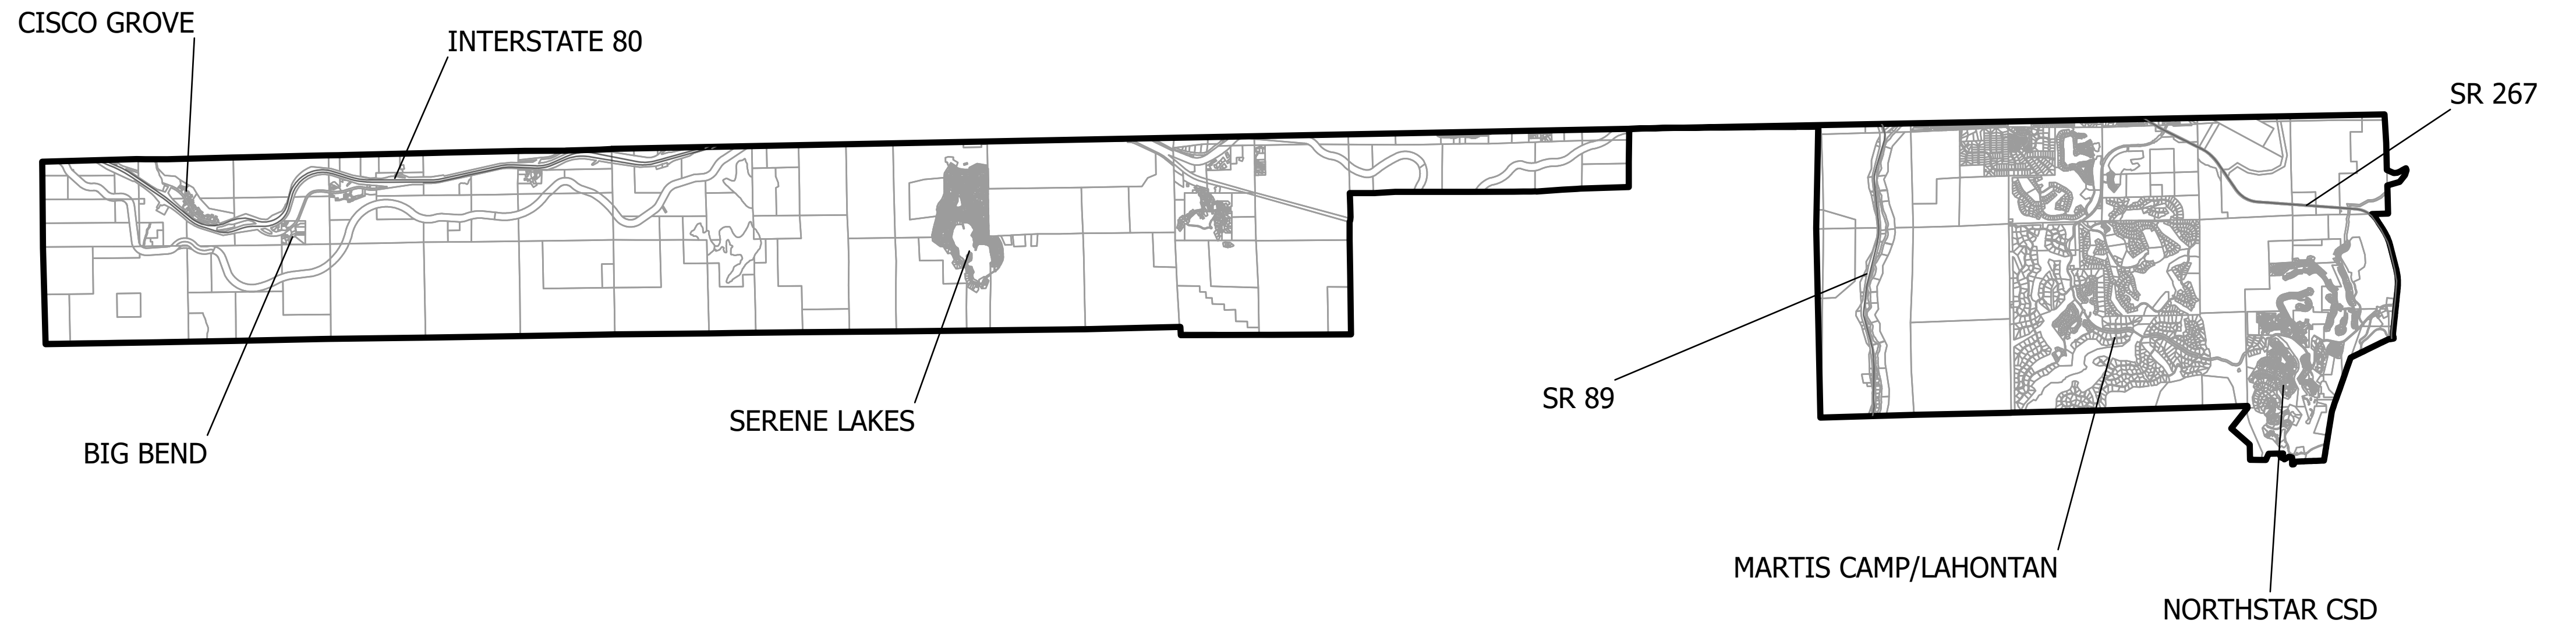 CISCO GROVE
INTERSTATE 80
SR 267
SR 89
SERENE LAKES
BIG BEND
MARTIS CAMP/LAHONTAN
NORTHSTAR CSD